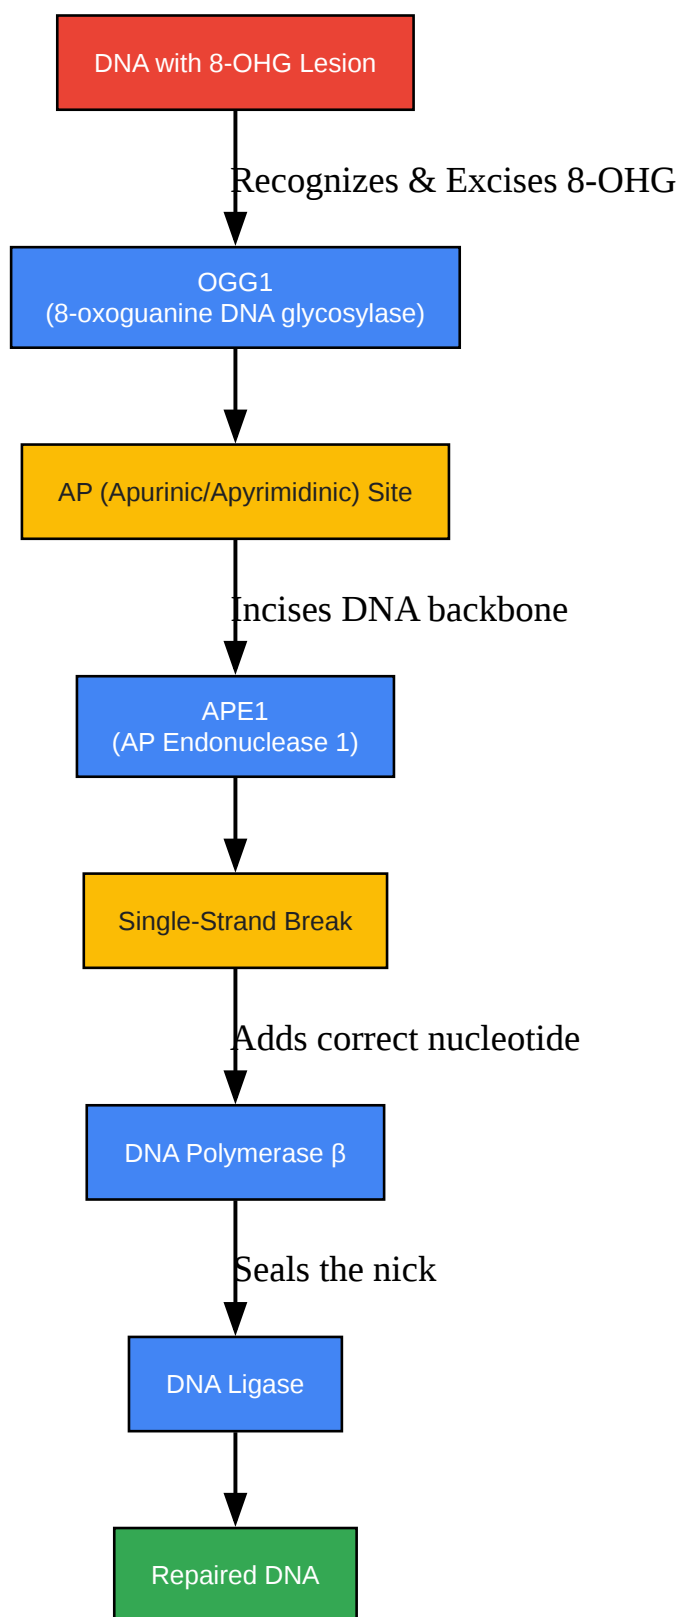 DNA with 8-OHG Lesion
Recognizes & Excises 8-OHG
OGG1
(8-oxoguanine DNA glycosylase)
AP (Apurinic/Apyrimidinic) Site
Incises DNA backbone
APE1
(AP Endonuclease 1)
Single-Strand Break
Adds correct nucleotide
DNA Polymerase β
Seals the nick
DNA Ligase
Repaired DNA